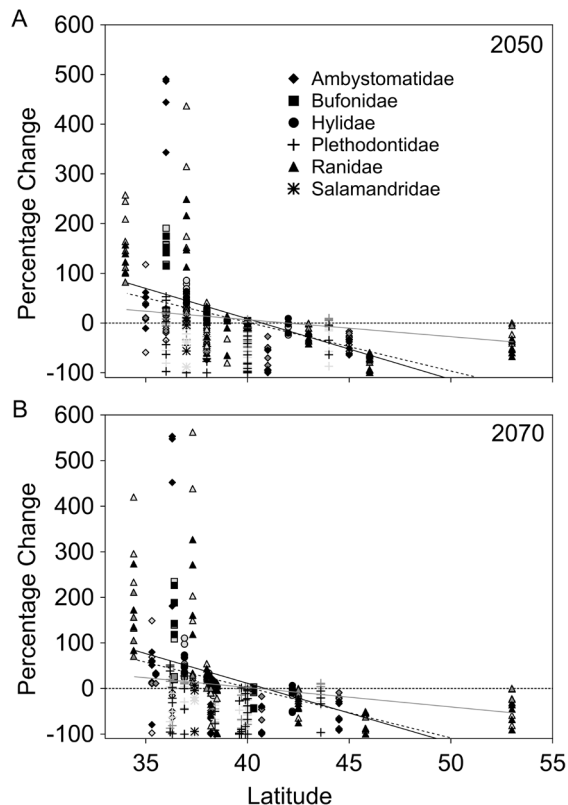 A
600
2050
500
400
300
200
100
0
-100
Percentage Change
Ambystomatidae
Bufonidae
Hylidae
Plethodontidae
Ranidae
Salamandridae
B
600
2070
500
400
300
200
100
0
-100
Percentage Change
35 40 45 50 55
Latitude